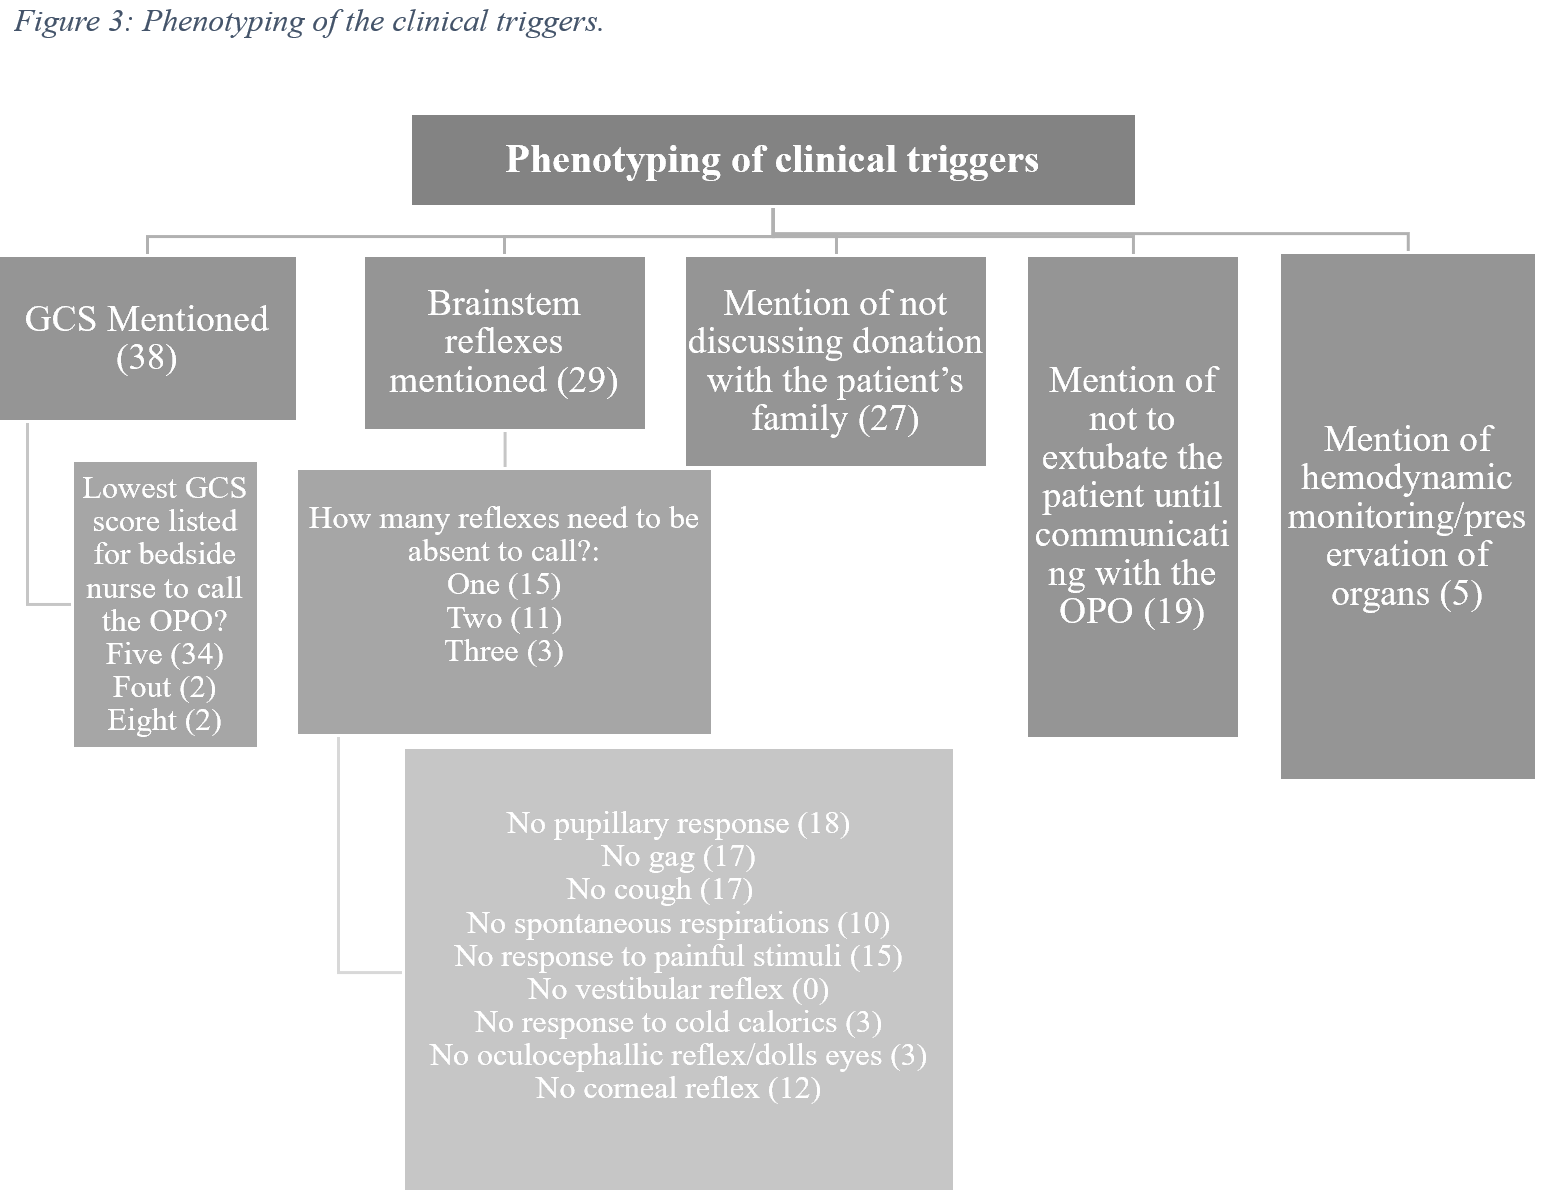 Figure 3: Phenotyping of the clinical triggers.
Phenotyping of clinical triggers
GCS Mentioned
(38)
Lowest GCS
score listed
for bedside
nurse to call
the OPO?
Five (34)
Fout (2)
Eight (2)
Brainstem
reflexes
mentioned (29)
How many reflexes need to be
absent to call?:
One (15)
Two (11)
Three (3)
No pupillary response (18)
No gag (17)
No cough (17)
No spontaneous respirations (10)
No response to painful stimuli (15)
No vestibular reflex (0)
No response to cold calorics (3)
No oculocephallic reflex/dolls eyes (3)
No corneal reflex (12)
Mention of not
discussing donation
with the patient’s
family (27)
Mention of
not to
extubate the
patient until
communicati
ng with the
OPO (19)
Mention of
hemodynamic
monitoring/pres
ervation of
organs (5)